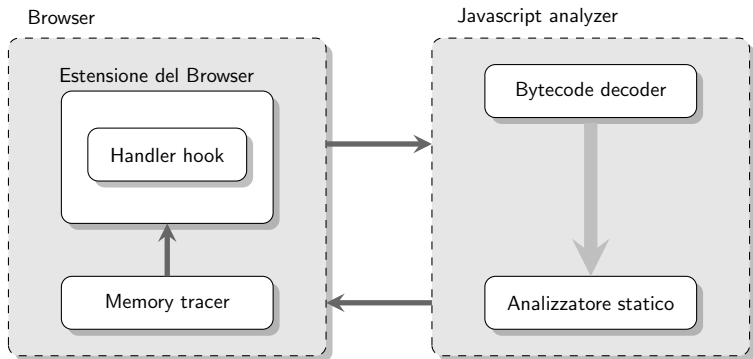 Browser
Estensione del Browser
Handler hook
Memory tracer
Javascript analyzer
Bytecode decoder
Analizzatore statico